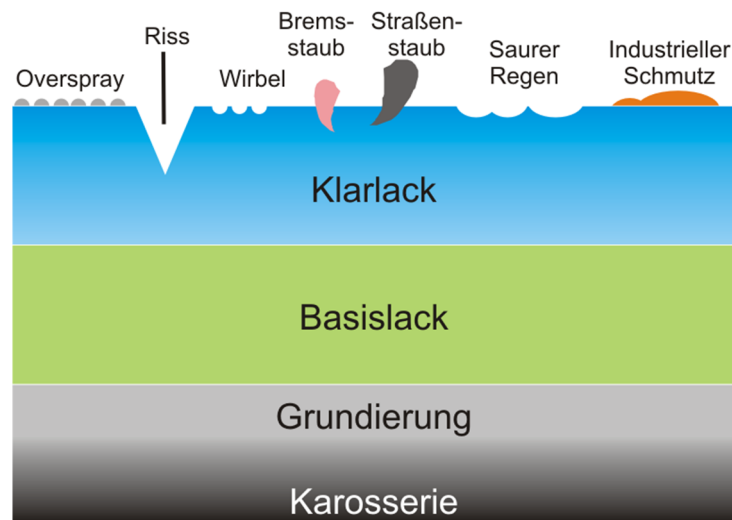 Overspray
Riss
Wirbel
Brems-
staub
Straßen-
staub
Saurer
Regen
Industrieller
Schmutz
Klarlack
Basislack
Grundierung
Karosserie